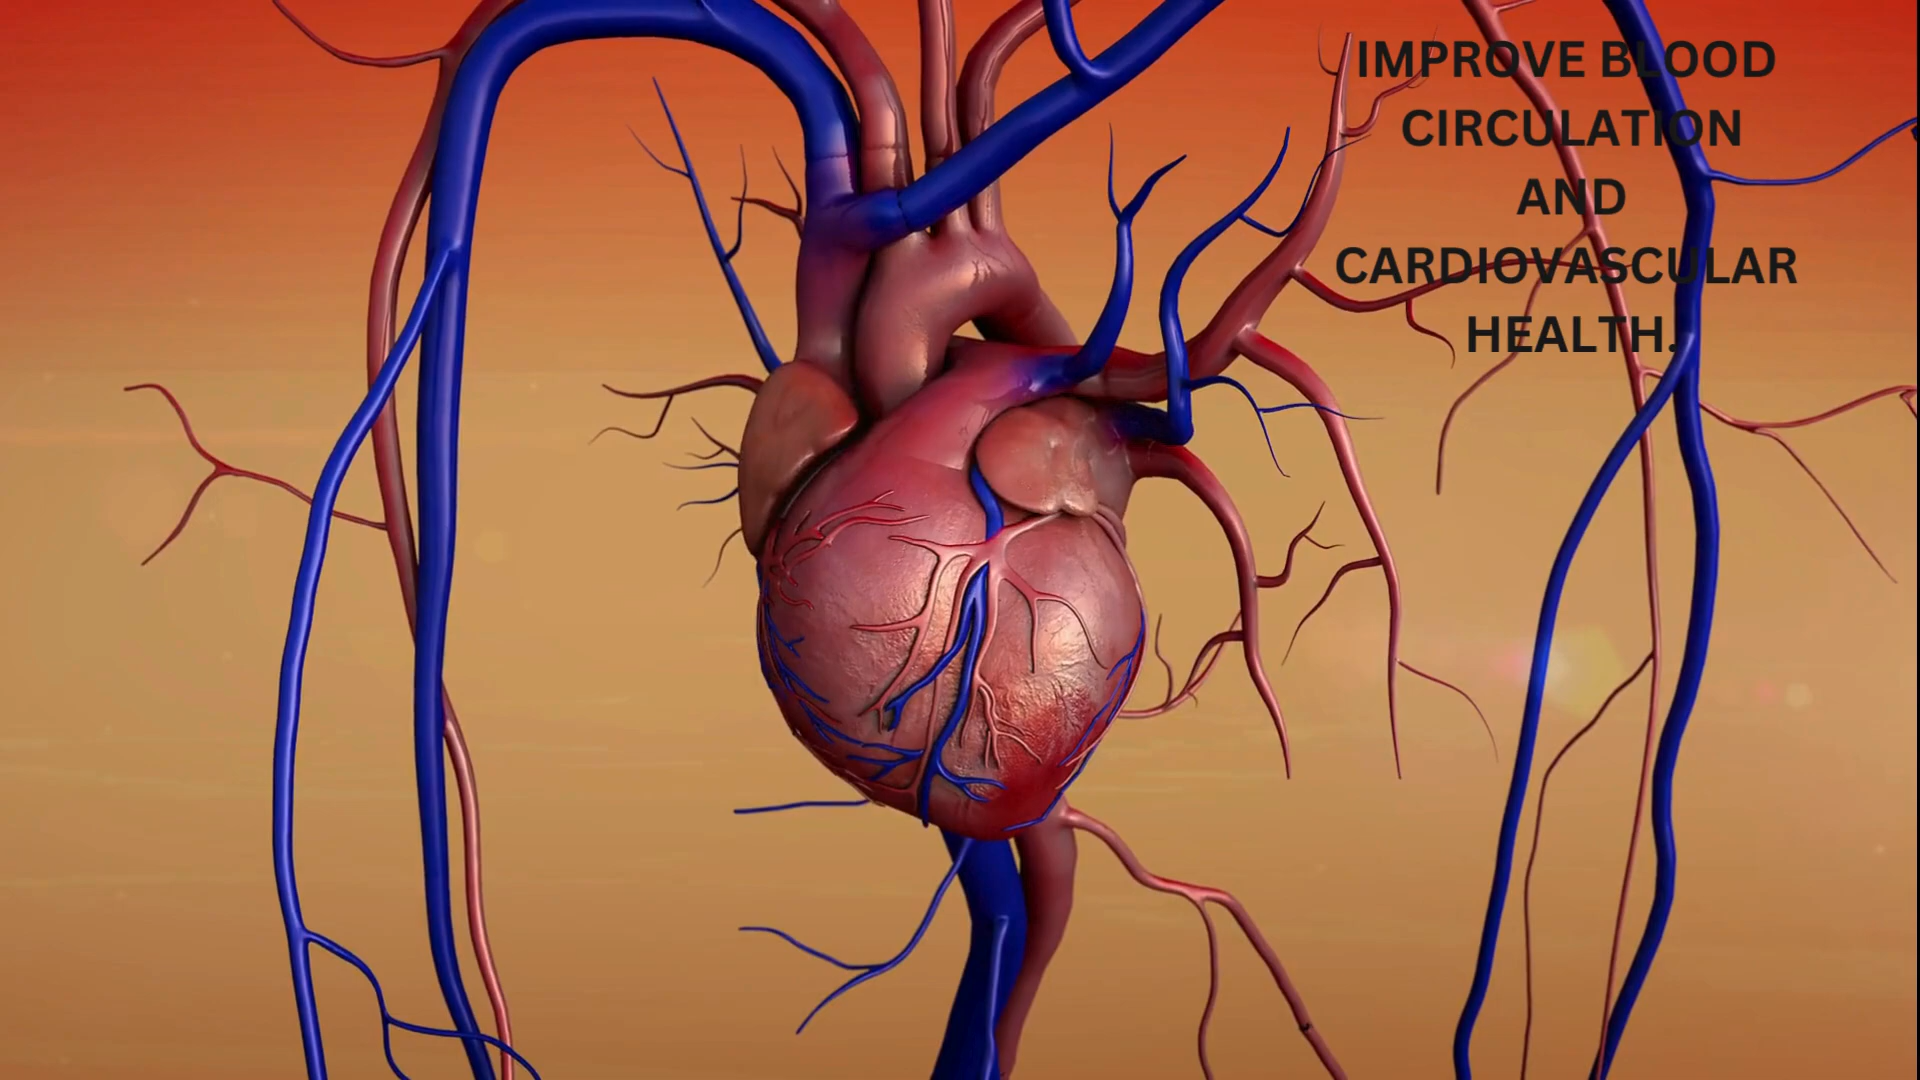 IMPROVE BLOOD
CIRCULATION
AND
CARDIOVASCULAR
HEALTH.